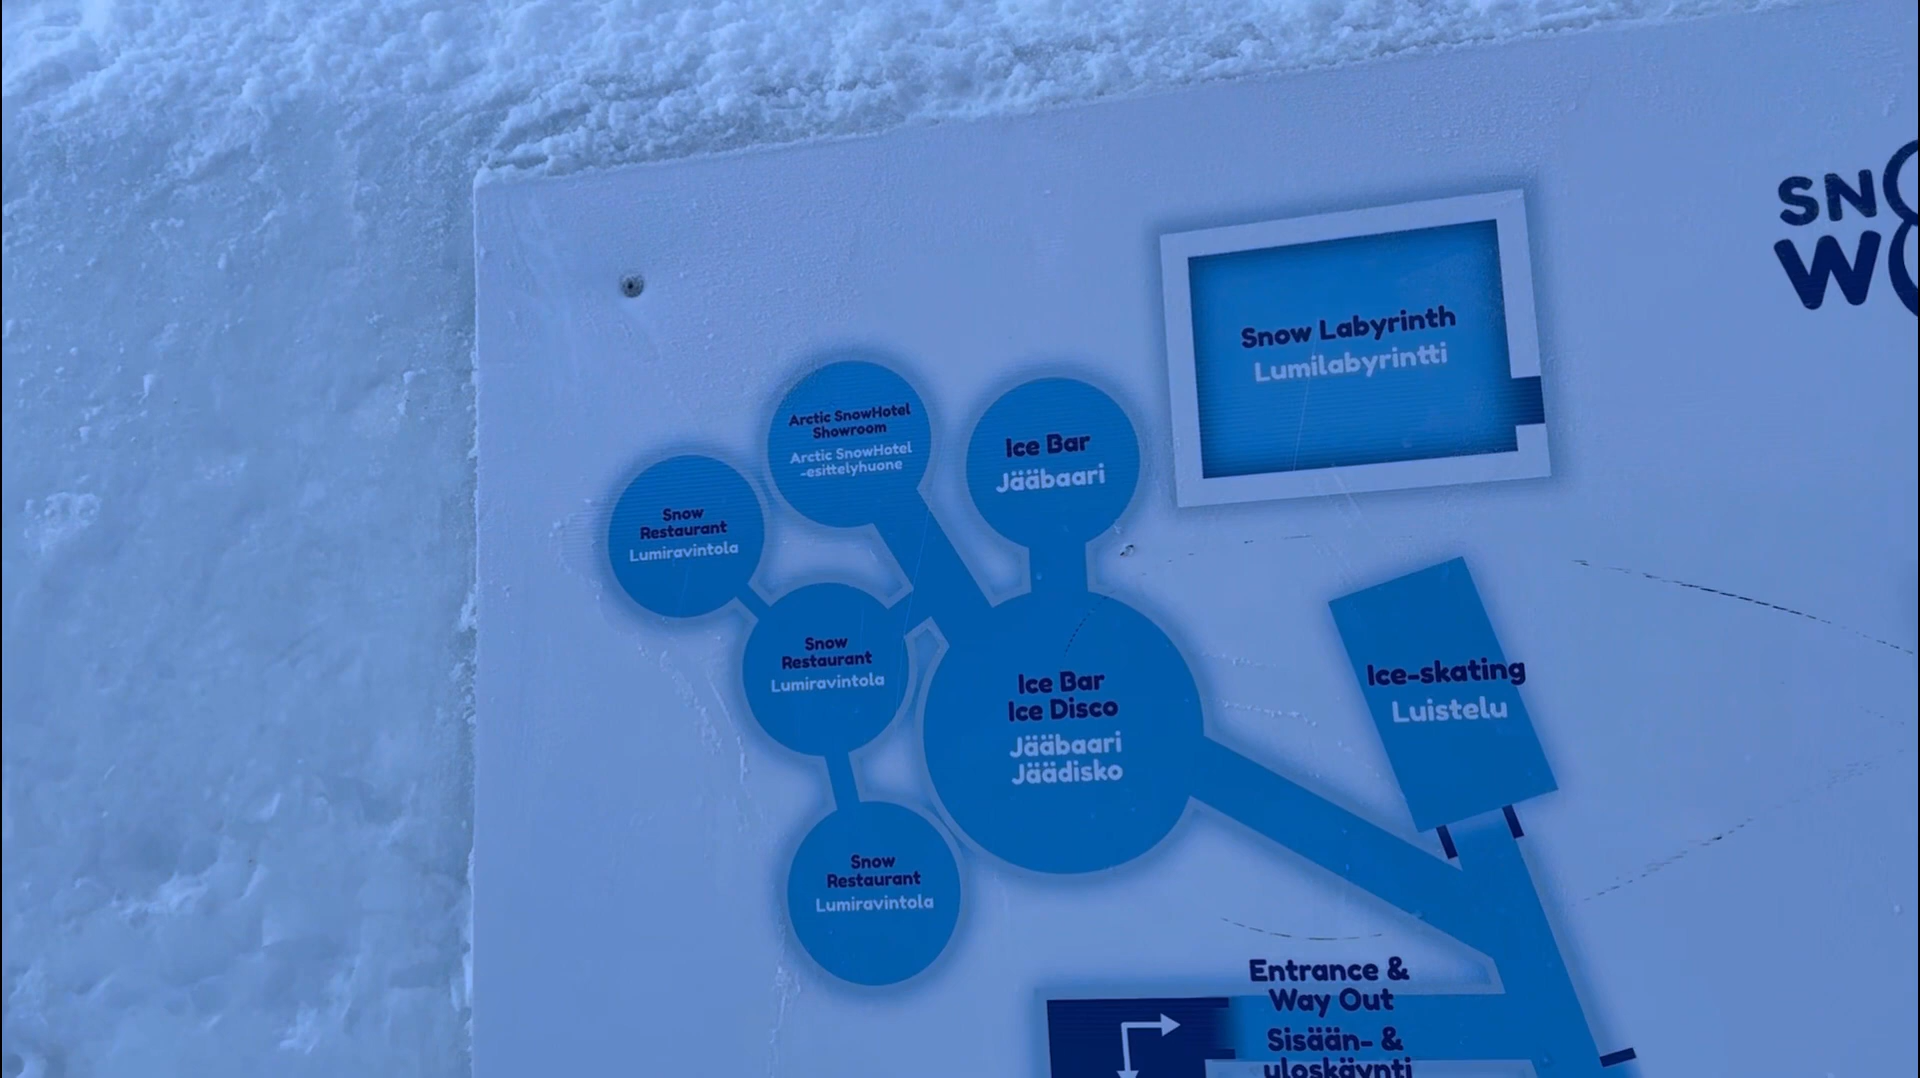 SN
W
Snow Labyrinth
Lumilabyrintti
Arctic SnowHotel
Showroom
Arctic SnowHotel
-esittelyhuone
Ice Bar
Jääbaari
Snow
Restaurant
Lumiravintola
Snow
Restaurant
Lumiravintola
Ice Bar
Ice Disco
Jääbaari
Jäädisko
Ice-skating
Luistelu
Snow
Restaurant
Lumiravintola
Entrance &
Way Out
Sisään- &
uloskäynti